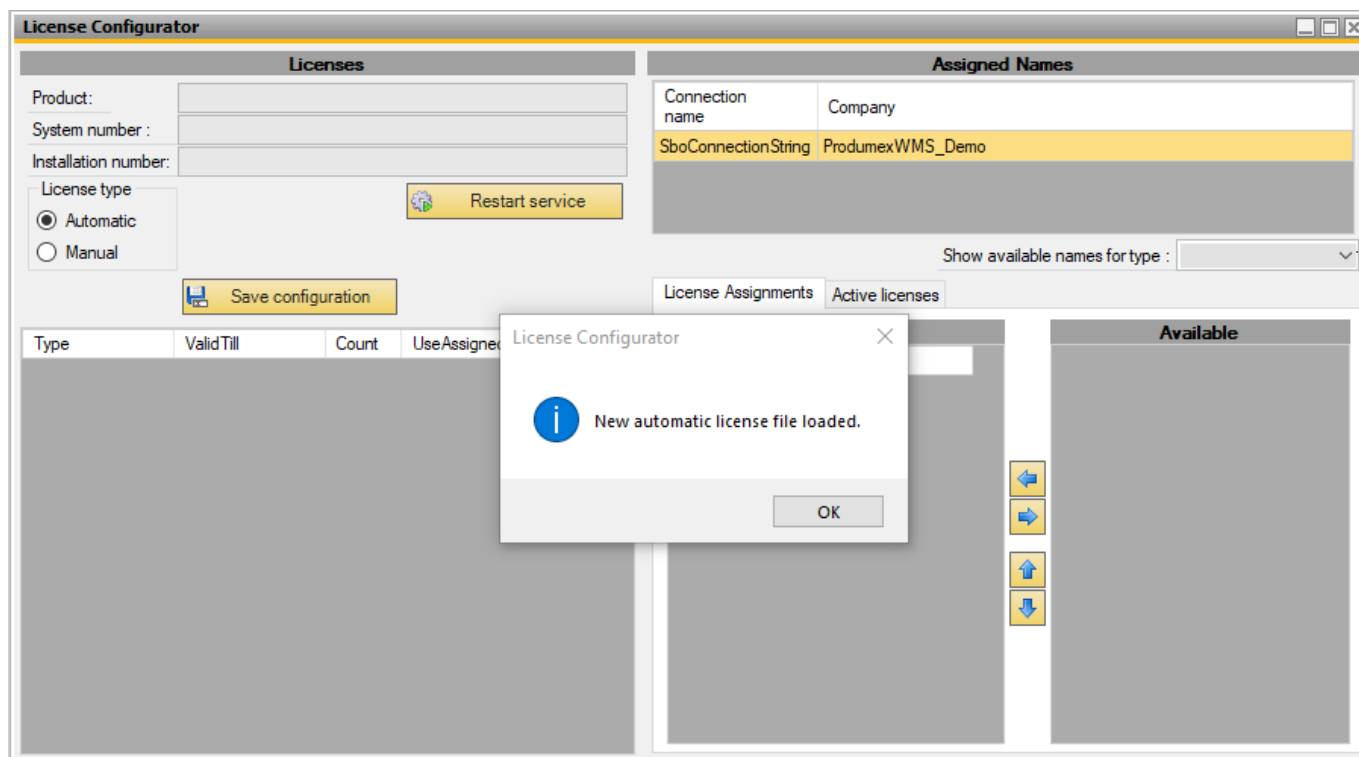 License Configurator
Licenses
Product:
System number :
Installation number:
License type
Automatic
Manual
Restart service
Save configuration
Type ValidTill Count UseAssigned
Assigned Names
Connection name Company
SboConnectionString ProdumexWMS_Demo
Show available names for type :
License Assignments Active licenses
Available
License Configurator
New automatic license file loaded.
OK